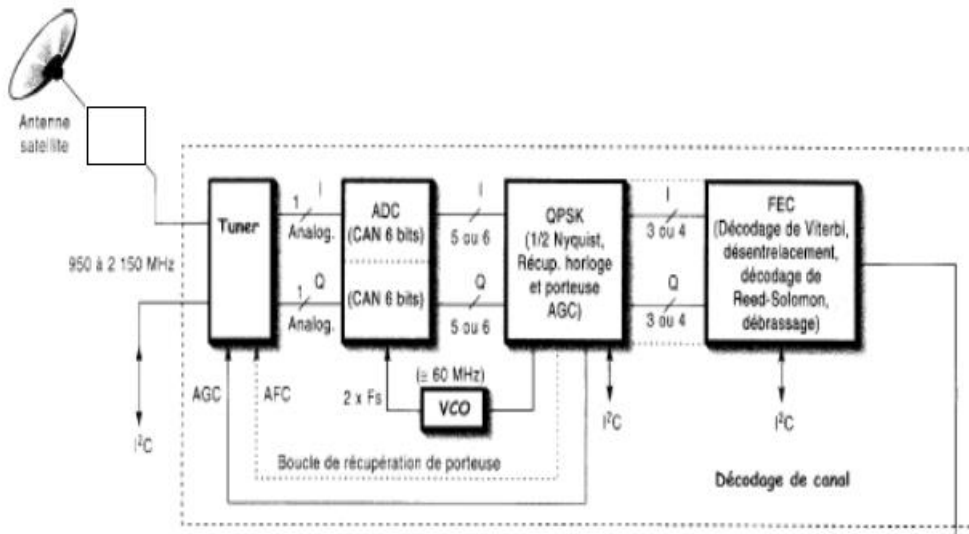 Antenne
satellite
950 à 2 150 MHz
I²C
Tuner
1
I
Analog.
1
Q
Analog.
ADC
(CAN 6 bits)
(CAN 6 bits)
I
5 ou 6
Q
5 ou 6
QPSK
(1/2 Nyquist,
Récup. horloge
et porteuse
AGC)
I
3 ou 4
Q
3 ou 4
FEC
(Décodage de Viterbi,
désentrelacement,
décodage de
Reed-Solomon,
débrassage)
AGC
AFC
2 x Fs
(≅ 60 MHz)
VCO
I²C
I²C
Boucle de récupération de porteuse
Décodage de canal